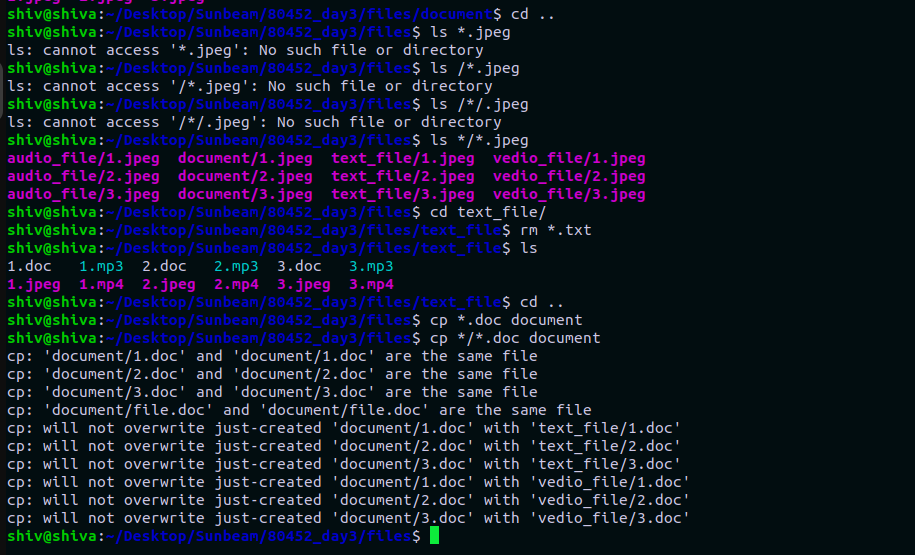 shiv@shiva:~/Desktop/Sunbeam/80452_day3/files/document$ cd ..
shiv@shiva:~/Desktop/Sunbeam/80452_day3/files$ ls *.jpeg
ls: cannot access '*.jpeg': No such file or directory
shiv@shiva:~/Desktop/Sunbeam/80452_day3/files$ ls /*.jpeg
ls: cannot access '/*.jpeg': No such file or directory
shiv@shiva:~/Desktop/Sunbeam/80452_day3/files$ ls /*/.jpeg
ls: cannot access '/*/.jpeg': No such file or directory
shiv@shiva:~/Desktop/Sunbeam/80452_day3/files$ ls */*.jpeg
audio_file/1.jpeg  document/1.jpeg  text_file/1.jpeg  vedio_file/1.jpeg
audio_file/2.jpeg  document/2.jpeg  text_file/2.jpeg  vedio_file/2.jpeg
audio_file/3.jpeg  document/3.jpeg  text_file/3.jpeg  vedio_file/3.jpeg
shiv@shiva:~/Desktop/Sunbeam/80452_day3/files$ cd text_file/
shiv@shiva:~/Desktop/Sunbeam/80452_day3/files/text_file$ rm *.txt
shiv@shiva:~/Desktop/Sunbeam/80452_day3/files/text_file$ ls
1.doc   1.mp3  2.doc   2.mp3  3.doc   3.mp3
1.jpeg  1.mp4  2.jpeg  2.mp4  3.jpeg  3.mp4
shiv@shiva:~/Desktop/Sunbeam/80452_day3/files/text_file$ cd ..
shiv@shiva:~/Desktop/Sunbeam/80452_day3/files$ cp *.doc document
shiv@shiva:~/Desktop/Sunbeam/80452_day3/files$ cp */*.doc document
cp: 'document/1.doc' and 'document/1.doc' are the same file
cp: 'document/2.doc' and 'document/2.doc' are the same file
cp: 'document/3.doc' and 'document/3.doc' are the same file
cp: 'document/file.doc' and 'document/file.doc' are the same file
cp: will not overwrite just-created 'document/1.doc' with 'text_file/1.doc'
cp: will not overwrite just-created 'document/2.doc' with 'text_file/2.doc'
cp: will not overwrite just-created 'document/3.doc' with 'text_file/3.doc'
cp: will not overwrite just-created 'document/1.doc' with 'vedio_file/1.doc'
cp: will not overwrite just-created 'document/2.doc' with 'vedio_file/2.doc'
cp: will not overwrite just-created 'document/3.doc' with 'vedio_file/3.doc'
shiv@shiva:~/Desktop/Sunbeam/80452_day3/files$